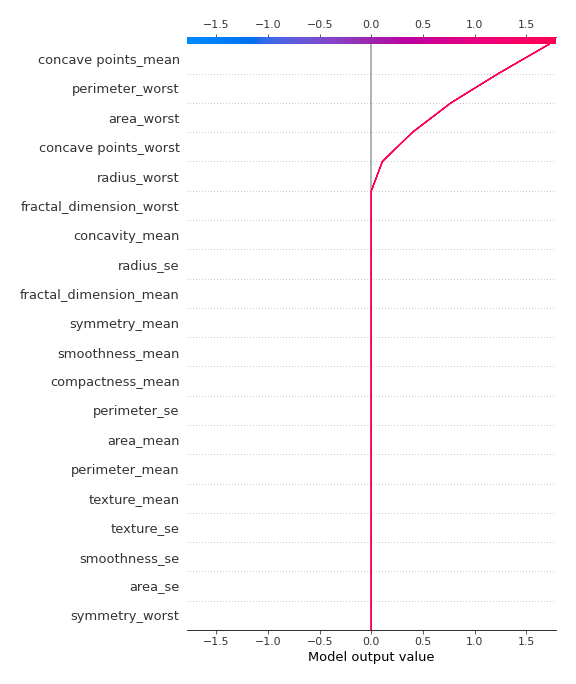 −1.5 −1.0 −0.5 0.0 0.5 1.0 1.5
concave points_mean
perimeter_worst
area_worst
concave points_worst
radius_worst
fractal_dimension_worst
concavity_mean
radius_se
fractal_dimension_mean
symmetry_mean
smoothness_mean
compactness_mean
perimeter_se
area_mean
perimeter_mean
texture_mean
texture_se
smoothness_se
area_se
symmetry_worst
−1.5 −1.0 −0.5 0.0 0.5 1.0 1.5
Model output value